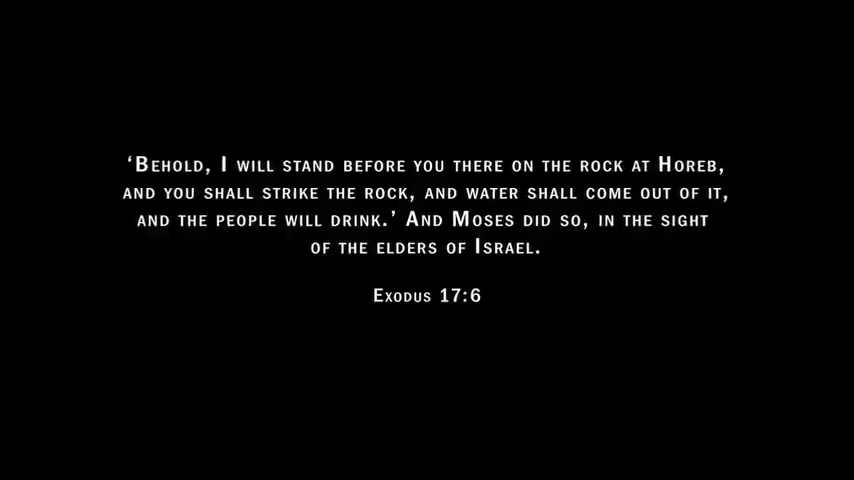 ‘Behold, I will stand before you there on the rock at Horeb,
and you shall strike the rock, and water shall come out of it,
and the people will drink.’ And Moses did so, in the sight
of the elders of Israel.
Exodus 17:6